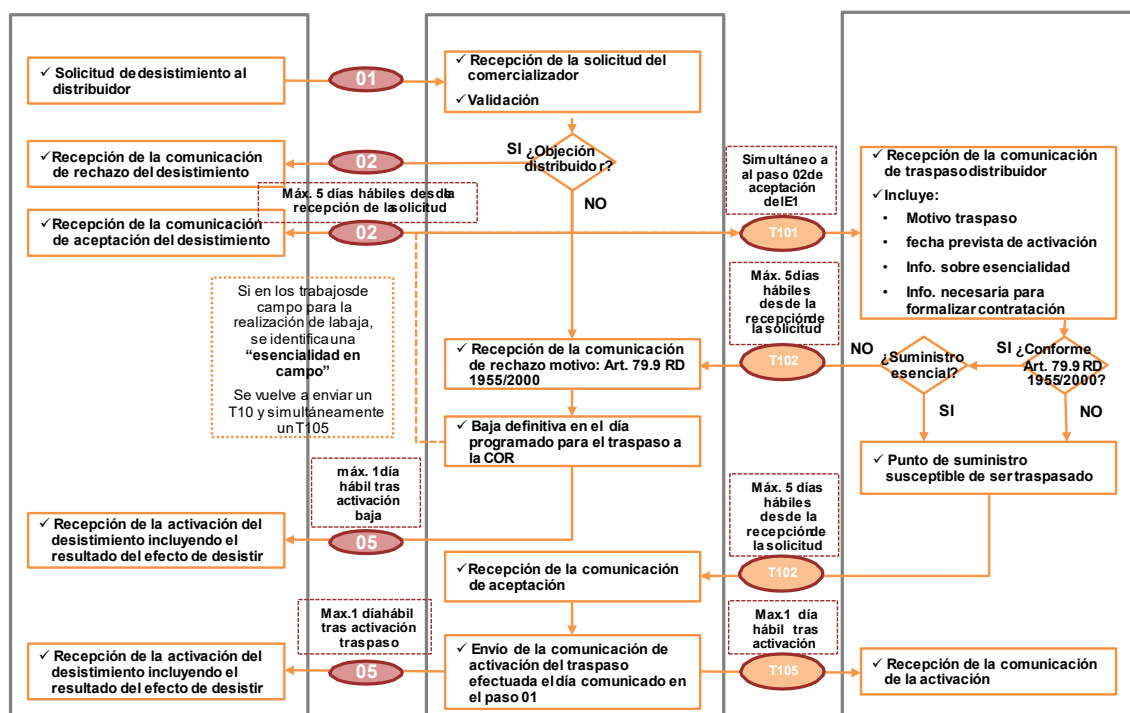 ✓ Solicitud de desistimiento al
distribuidor
01
✓ Recepción de la solicitud del
comercializador
✓ Validación
SI
¿Objeción
distribuidor?
NO
✓ Recepción de la comunicación
de rechazo del desistimiento
02
Máx. 5 días hábiles desde la
recepción de la solicitud
✓ Recepción de la comunicación
de aceptación del desistimiento
02
Simultáneo a
al paso 02 de
aceptación
del E1
T101
✓ Recepción de la comunicación
de traspaso distribuidor
✓ Incluye:
• Motivo traspaso
• fecha prevista de activación
• Info. sobre esencialidad
• Info. necesaria para
formalizar contratación
Si en los trabajos de
campo para la
realización de la baja,
se identifica una
“esencialidad en
campo”
Se vuelve a enviar un
T10 y simultáneamente
un T105
Máx. 5 días
hábiles
desde la
recepción de
la solicitud
T102
NO
¿Suministro
esencial?
SI
SI
¿Conforme
Art. 79.9 RD
1955/2000?
NO
✓ Recepción de la comunicación
de rechazo motivo: Art. 79.9 RD
1955/2000
✓ Baja definitiva en el día
programado para el traspaso a
la COR
✓ Punto de suministro
susceptible de ser traspasado
máx. 1 día
hábil tras
activación
baja
05
✓ Recepción de la activación del
desistimiento incluyendo el
resultado del efecto de desistir
Máx. 5 días
hábiles
desde la
recepción de
la solicitud
T102
✓ Recepción de la comunicación
de aceptación
Max.1 día hábil
tras activación
traspaso
05
✓ Recepción de la activación del
desistimiento incluyendo el
resultado del efecto de desistir
✓ Envío de la comunicación de
activación del traspaso
efectuada el día comunicado en
el paso 01
Max.1 día
hábil tras
activación
T105
✓ Recepción de la comunicación
de la activación